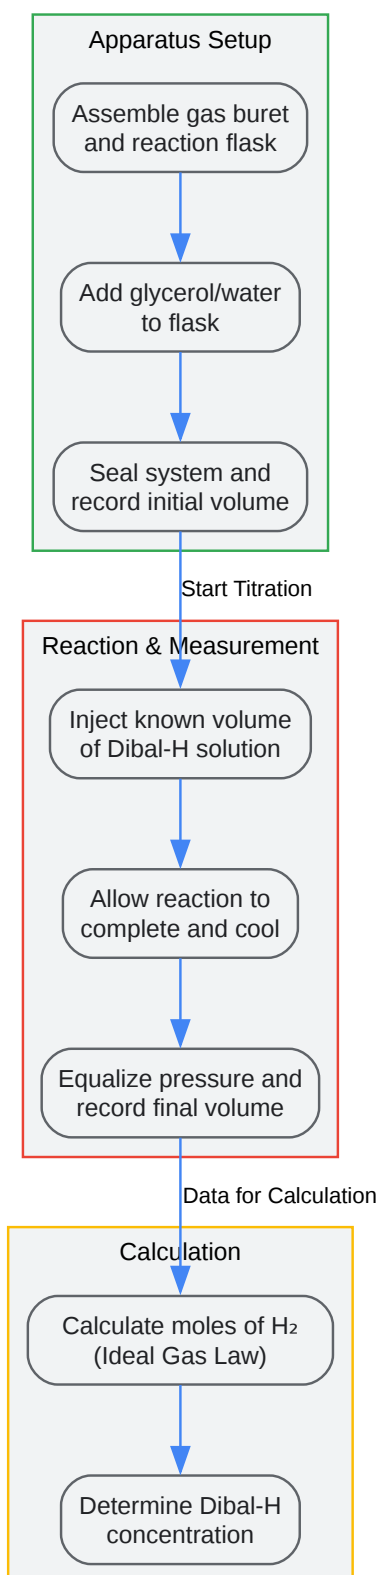 Apparatus Setup
Assemble gas buret
and reaction flask
Add glycerol/water
to flask
Seal system and
record initial volume
Start Titration
Reaction & Measurement
Inject known volume
of Dibal-H solution
Allow reaction to
complete and cool
Equalize pressure and
record final volume
Data for Calculation
Calculation
Calculate moles of H₂
(Ideal Gas Law)
Determine Dibal-H
concentration